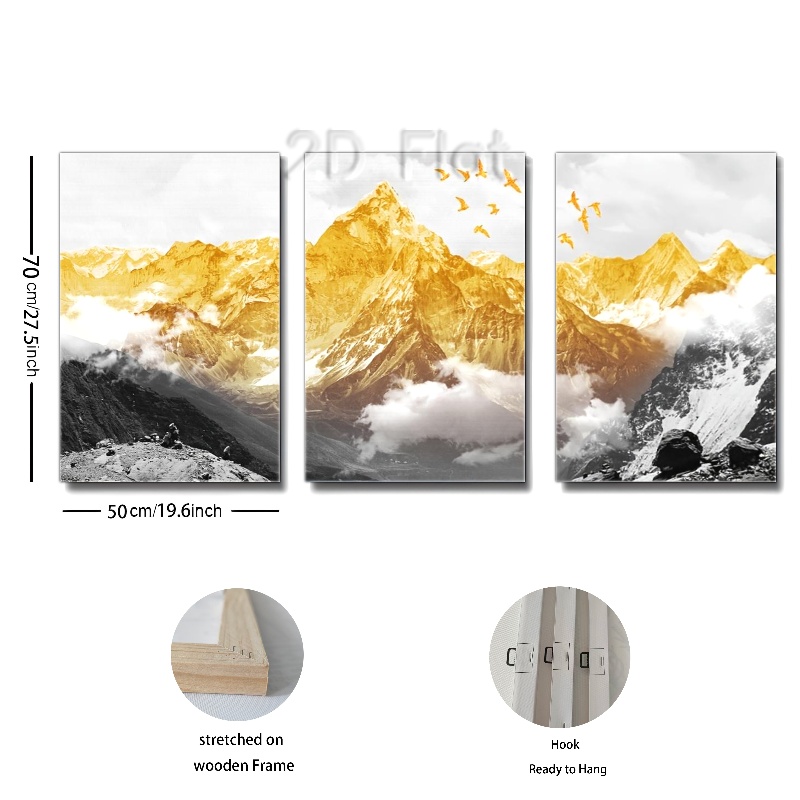 2D Flat
70 cm/27.5inch
50cm/19.6inch
stretched on
wooden Frame
Hook
Ready to Hang